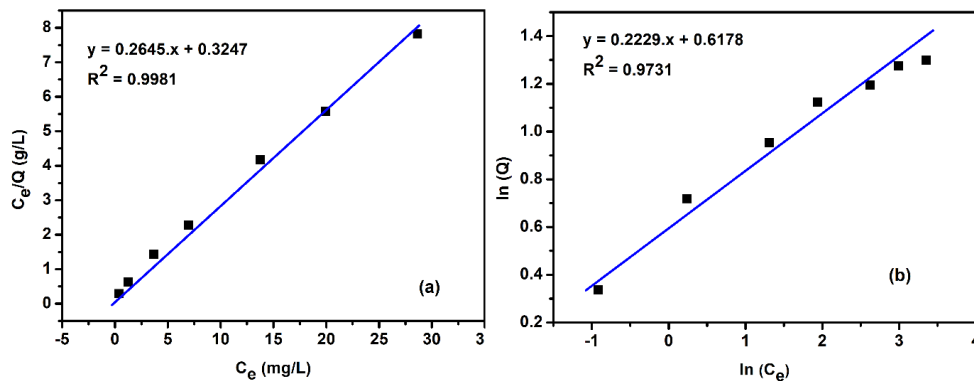 y = 0.2645.x + 0.3247
R² = 0.9981
8
7
6
5
4
3
2
1
0
Cₑ/Q (g/L)
(a)
-5 0 5 10 15 20 25 30 3
Cₑ (mg/L)
y = 0.2229.x + 0.6178
R² = 0.9731
1.4
1.2
1.0
0.8
0.6
0.4
0.2
ln (Q)
(b)
-1 0 1 2 3 4
ln (Cₑ)